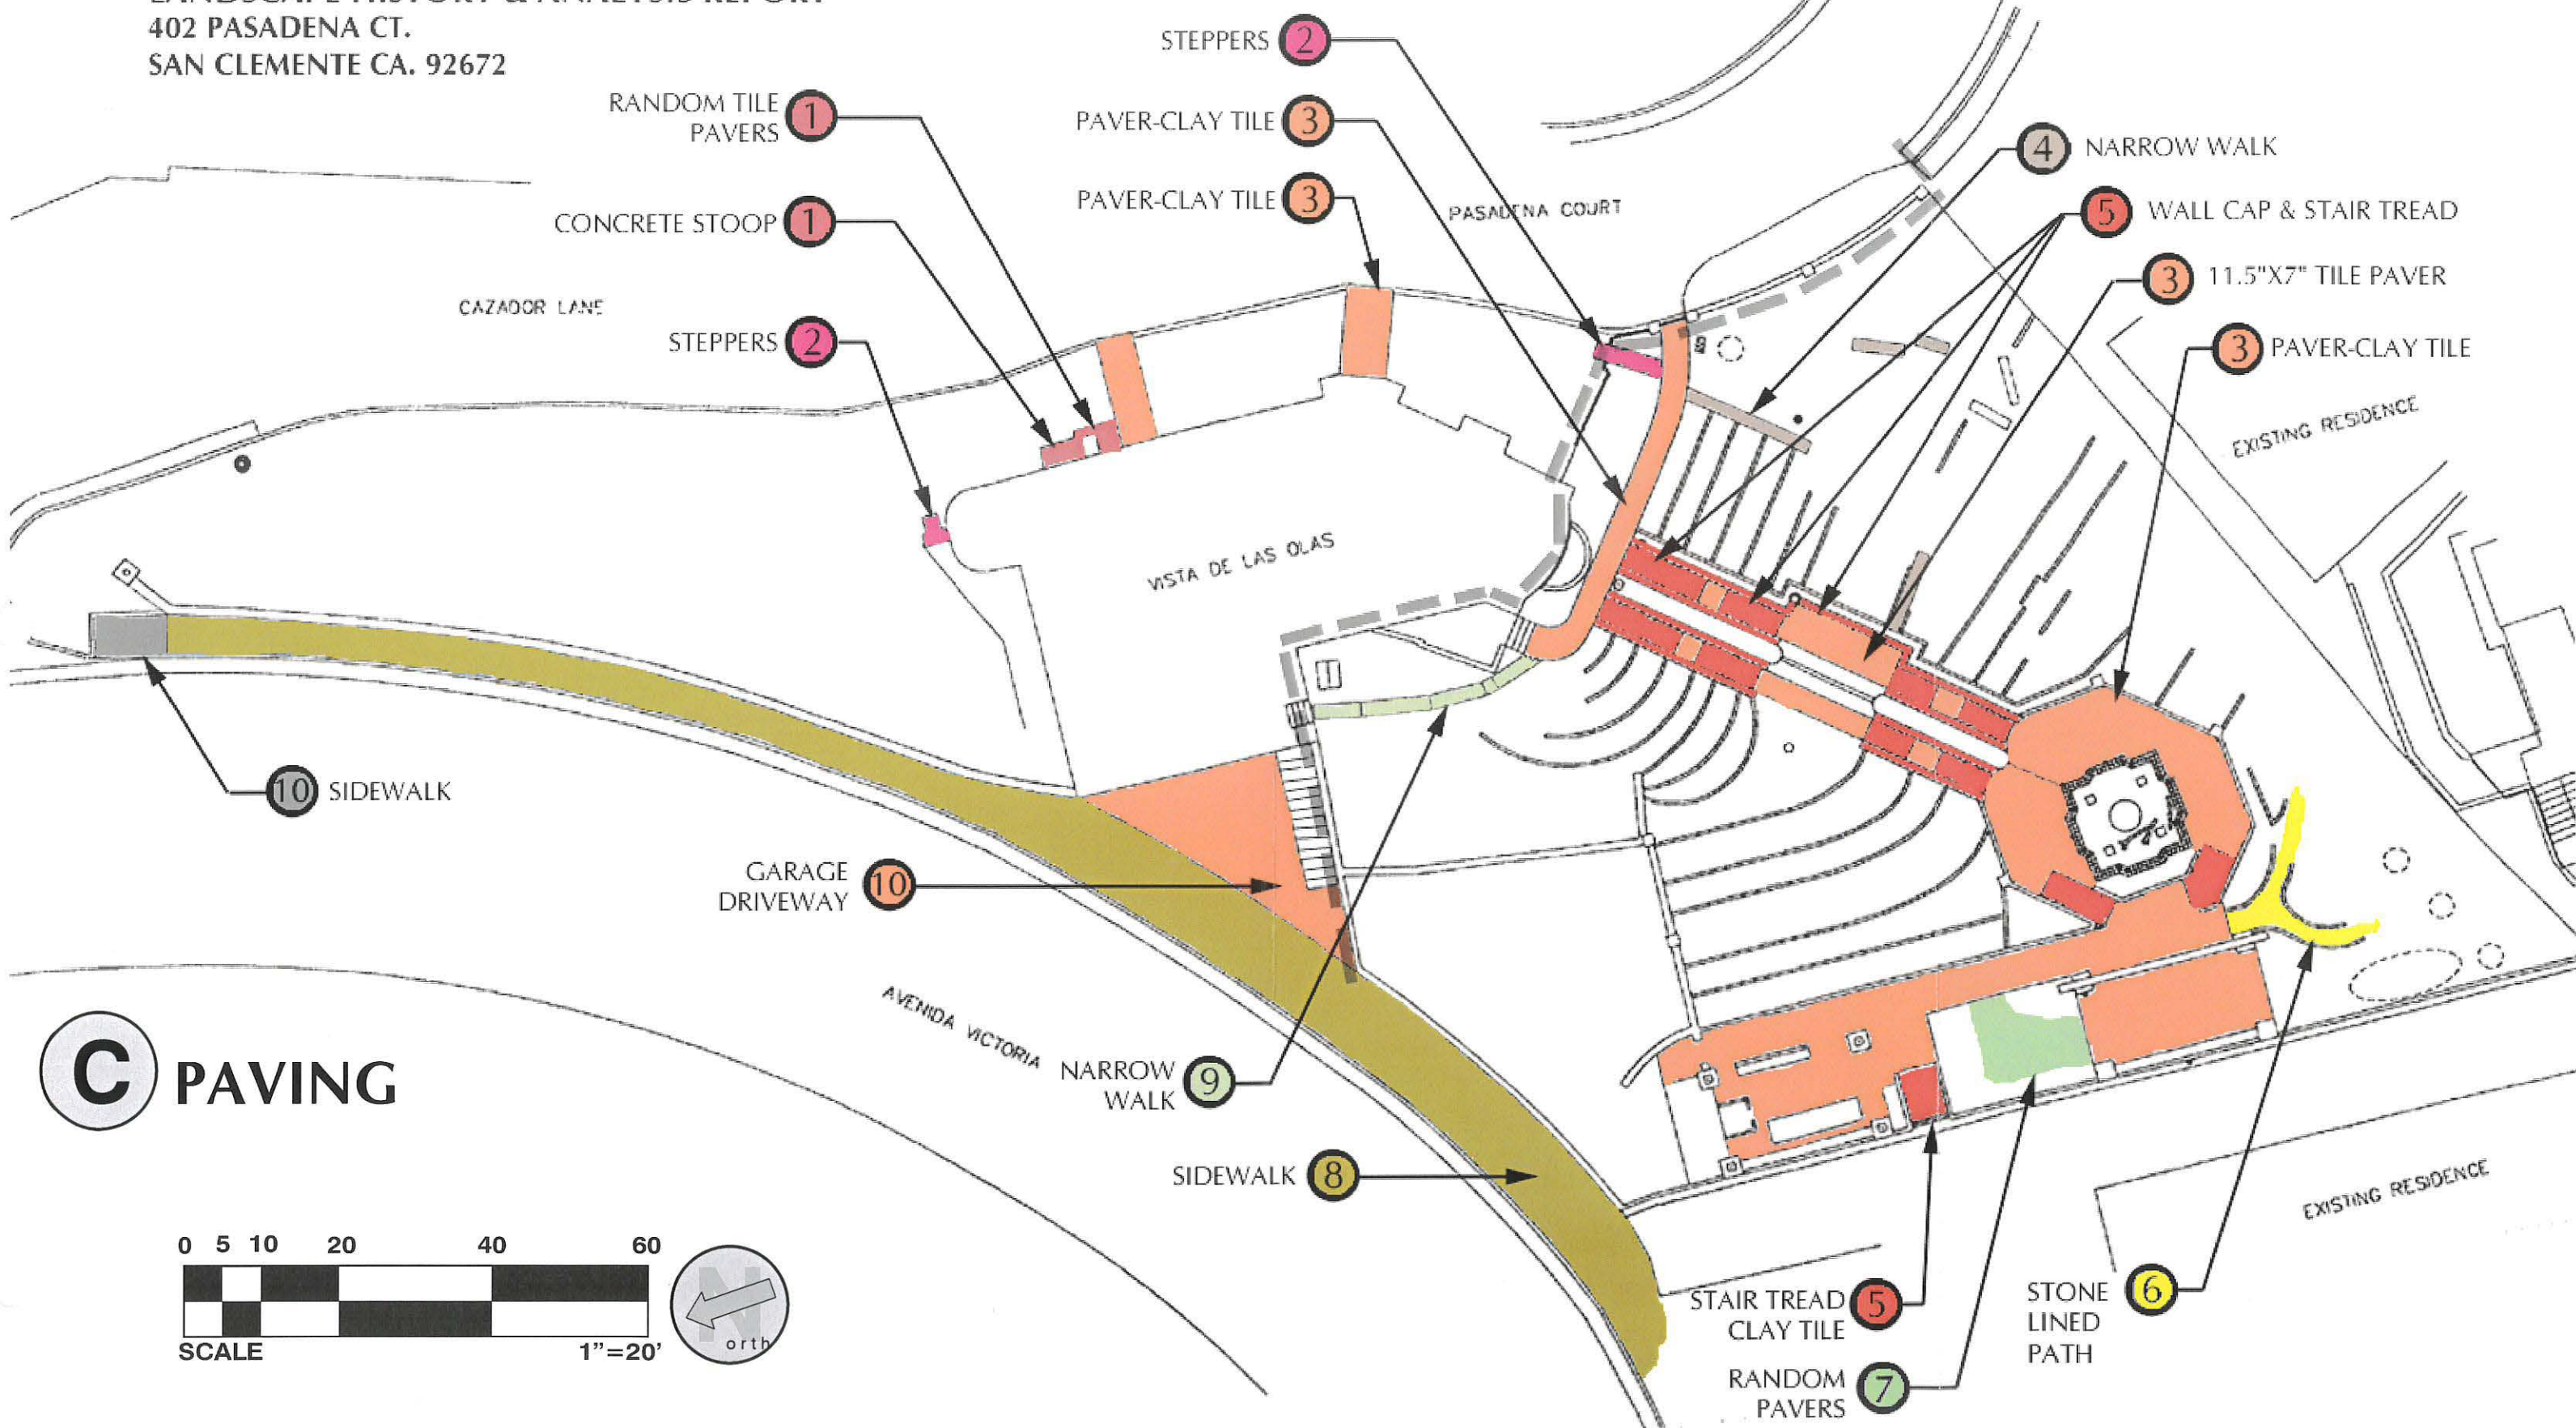 LANDSCAPE HISTORY & ANALYSIS REPORT
402 PASADENA CT.
SAN CLEMENTE CA. 92672
STEPPERS 2
RANDOM TILE
PAVERS
1
PAVER-CLAY TILE 3
4 NARROW WALK
PAVER-CLAY TILE 3
PASADENA COURT
5 WALL CAP & STAIR TREAD
CONCRETE STOOP 1
3 11.5"X7" TILE PAVER
CAZADOR LANE
STEPPERS 2
3 PAVER-CLAY TILE
EXISTING RESIDENCE
VISTA DE LAS OLAS
10 SIDEWALK
GARAGE
DRIVEWAY
10
AVENIDA VICTORIA
C PAVING
NARROW
WALK
9
SIDEWALK 8
EXISTING RESIDENCE
0 5 10 20 40 60
SCALE 1"=20'
North
STAIR TREAD
CLAY TILE
5
STONE
LINED
PATH
6
RANDOM
PAVERS
7